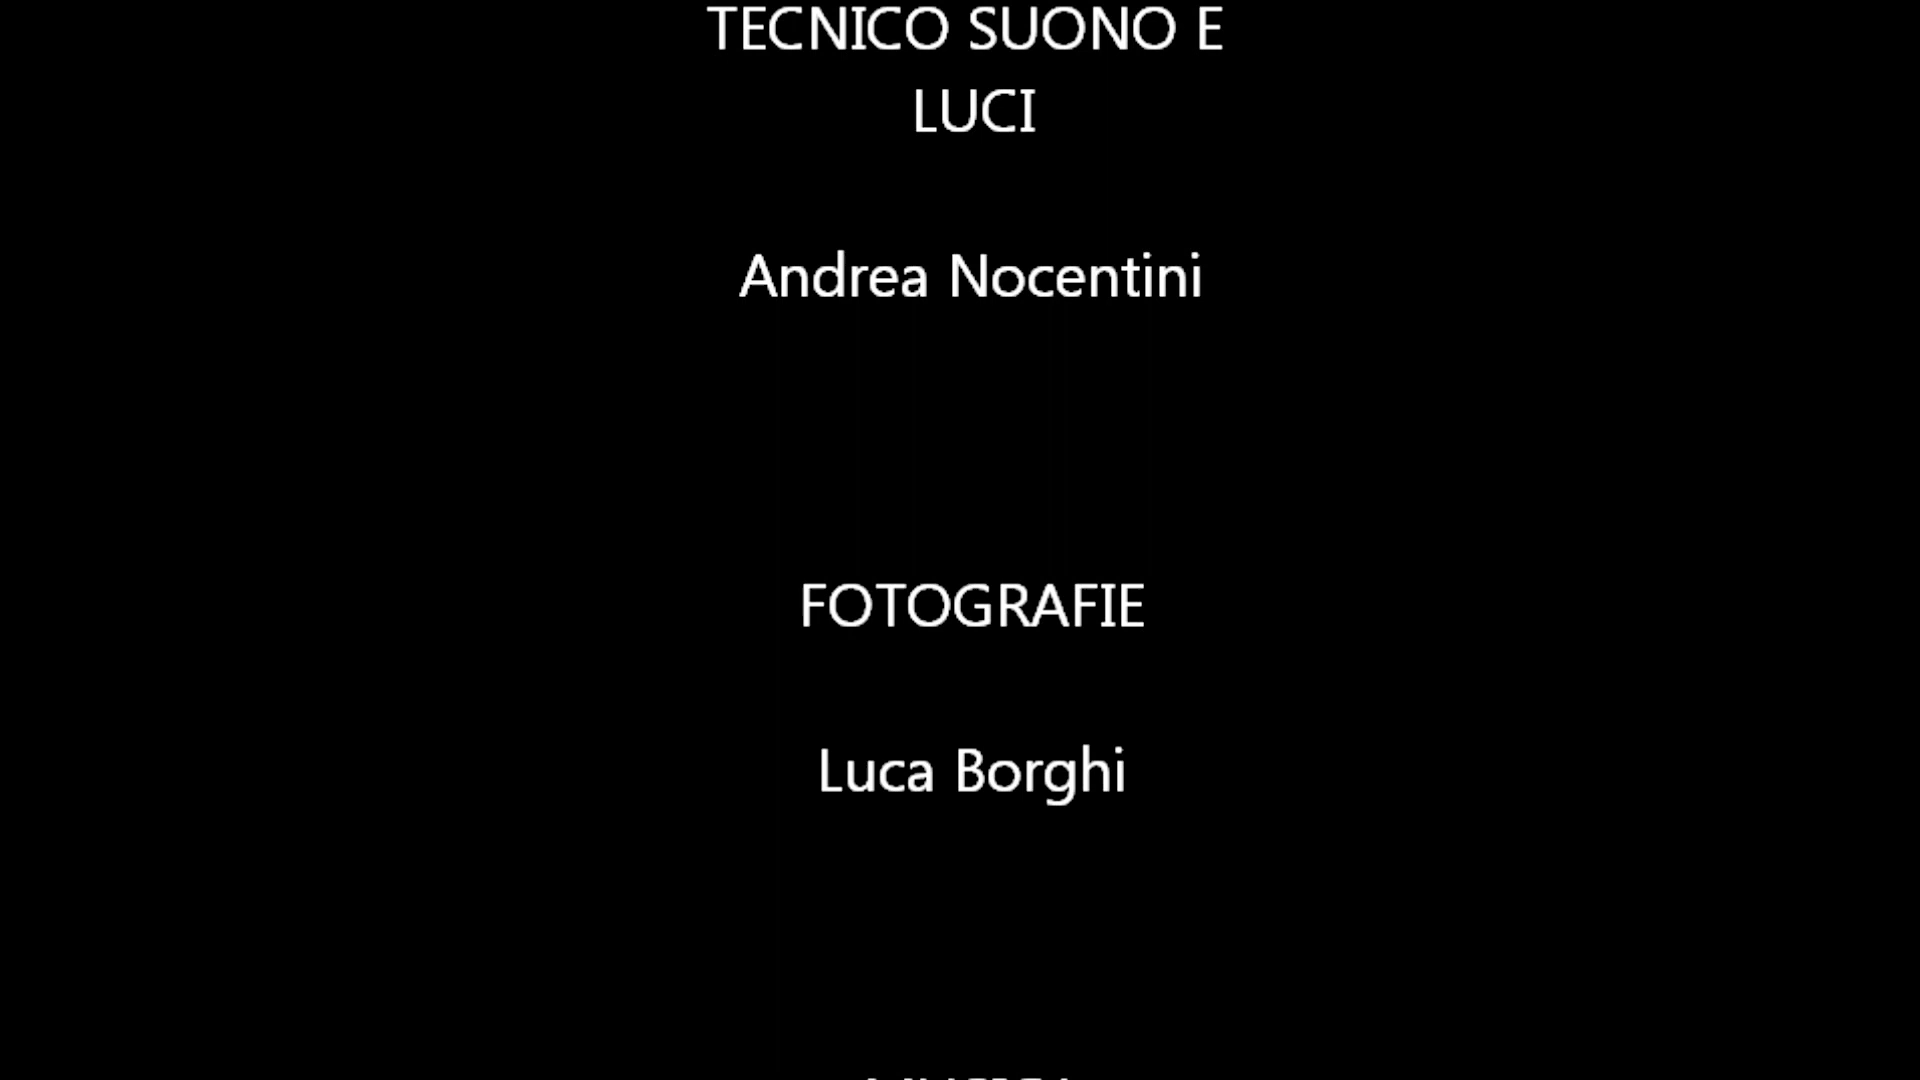 TECNICO SUONO E
LUCI
Andrea Nocentini
FOTOGRAFIE
Luca Borghi